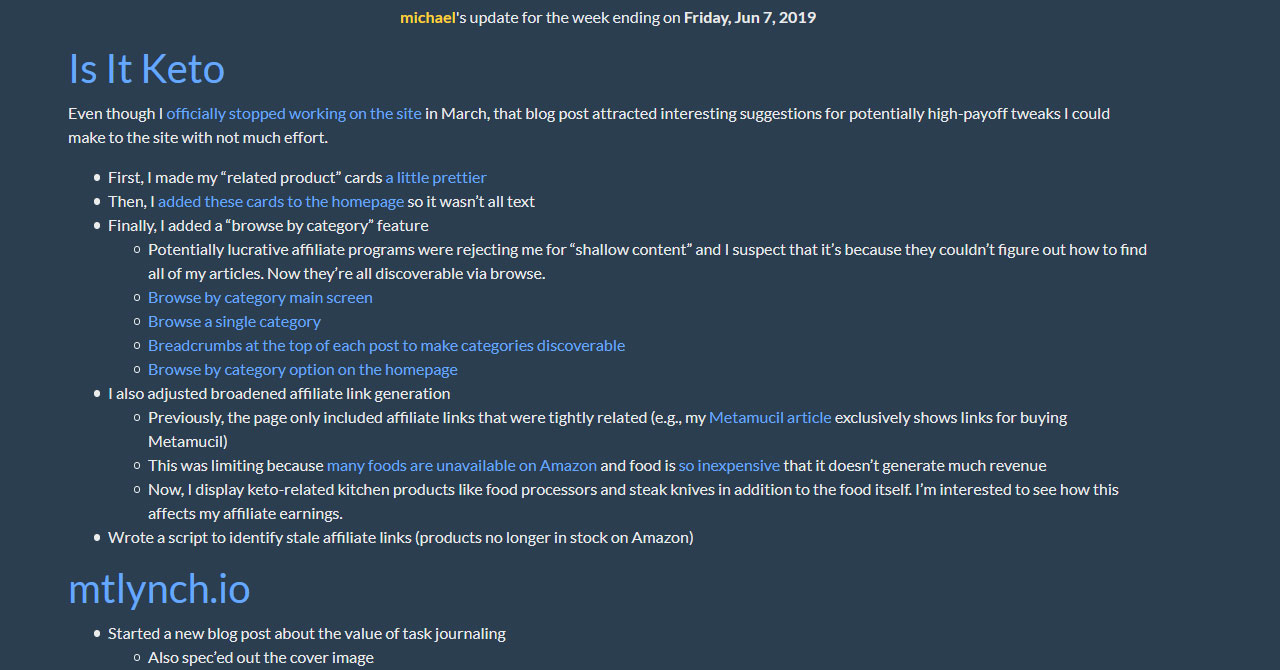 michael's update for the week ending on Friday, Jun 7, 2019
Is It Keto
Even though I officially stopped working on the site in March, that blog post attracted interesting suggestions for potentially high-payoff tweaks I could
make to the site with not much effort.
First, I made my “related product” cards a little prettier
Then, I added these cards to the homepage so it wasn’t all text
Finally, I added a “browse by category” feature
Potentially lucrative affiliate programs were rejecting me for “shallow content” and I suspect that it’s because they couldn’t figure out how to find
all of my articles. Now they’re all discoverable via browse.
Browse by category main screen
Browse a single category
Breadcrumbs at the top of each post to make categories discoverable
Browse by category option on the homepage
I also adjusted broadened affiliate link generation
Previously, the page only included affiliate links that were tightly related (e.g., my Metamucil article exclusively shows links for buying
Metamucil)
This was limiting because many foods are unavailable on Amazon and food is so inexpensive that it doesn’t generate much revenue
Now, I display keto-related kitchen products like food processors and steak knives in addition to the food itself. I’m interested to see how this
affects my affiliate earnings.
Wrote a script to identify stale affiliate links (products no longer in stock on Amazon)
mtlynch.io
Started a new blog post about the value of task journaling
Also spec’ed out the cover image